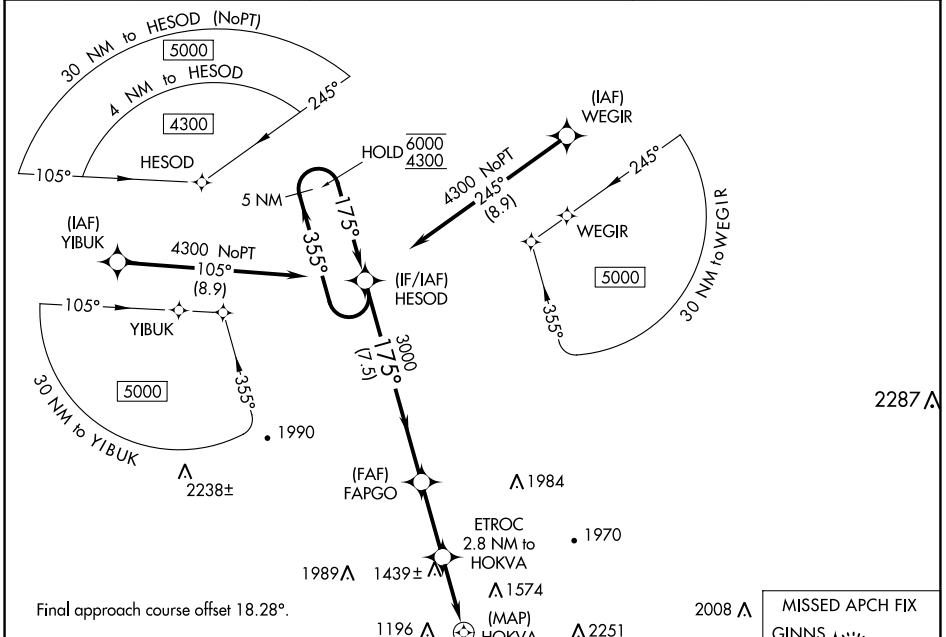 30 NM to HESOD (NoPT)
5000
4 NM to HESOD
4300
245°
HESOD
105°
HOLD 6000
4300
5 NM
175°
355°
(IAF)
WEGIR
4300 NoPT
245°
(8.9)
245°
WEGIR
5000
355°
30 NM to WEGIR
(IAF)
YIBUK
4300 NoPT
105°
(8.9)
(IF/IAF)
HESOD
105°
YIBUK
5000
355°
30 NM to YIBUK
3000
175°
(7.5)
2287
1990
2238±
(FAF)
FAPGO
1984
ETROC
2.8 NM to
HOKVA
1970
1989
1439±
1574
Final approach course offset 18.28°.
2008
MISSED APCH FIX
1196
(MAP)
HOKVA
2251
GINNS